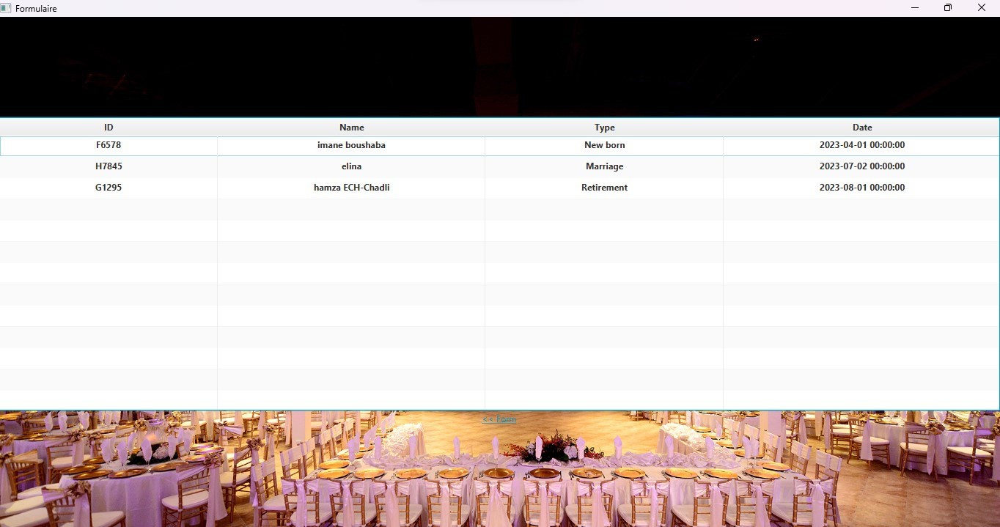 Formulaire
ID Name Type Date
F6578 imane boushaba New born 2023-04-01 00:00:00
H7845 elina Marriage 2023-07-02 00:00:00
G1295 hamza ECH-Chadli Retirement 2023-08-01 00:00:00
<< Form